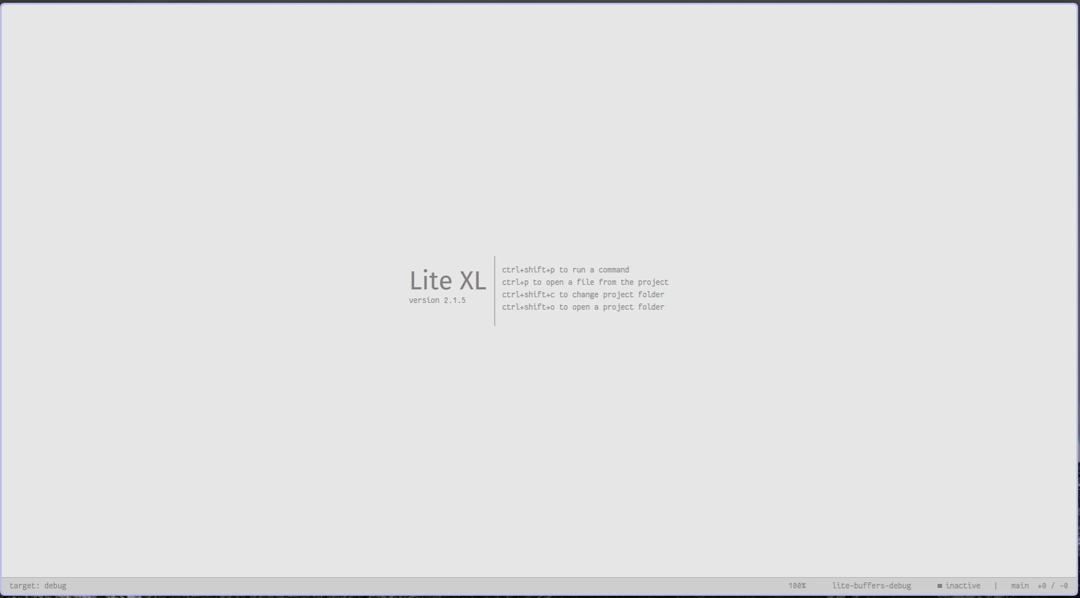 Lite XL
version 2.1.5
ctrl+shift+p to run a command
ctrl+p to open a file from the project
ctrl+shift+c to change project folder
ctrl+shift+o to open a project folder
target: debug
100% lite-buffers-debug ■ inactive | main +0 / -0